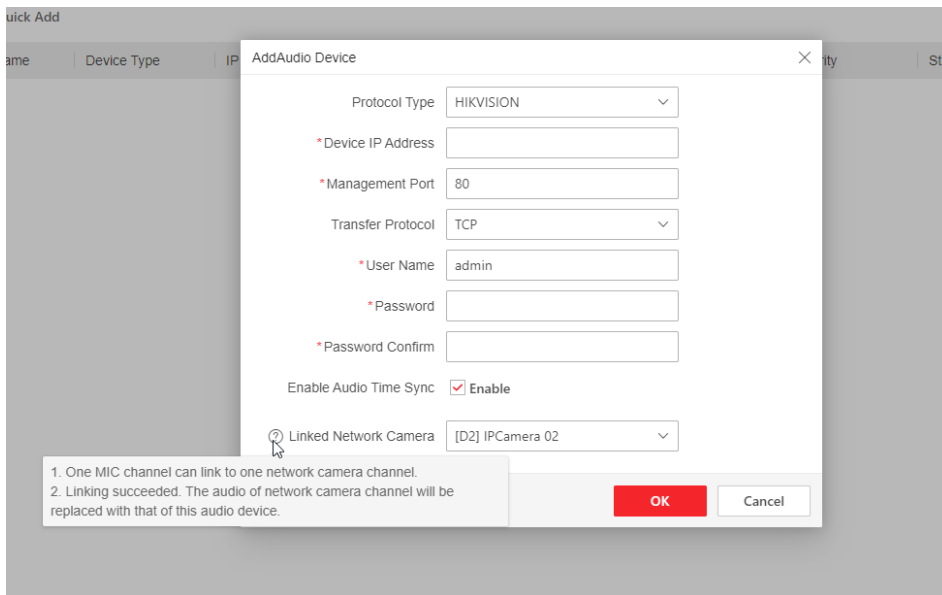 uick Add
ame Device Type IP ity St
AddAudio Device
Protocol Type HIKVISION
*Device IP Address
*Management Port 80
Transfer Protocol TCP
*User Name admin
*Password
*Password Confirm
Enable Audio Time Sync Enable
? Linked Network Camera [D2] IPCamera 02
1. One MIC channel can link to one network camera channel.
2. Linking succeeded. The audio of network camera channel will be
replaced with that of this audio device.
OK Cancel